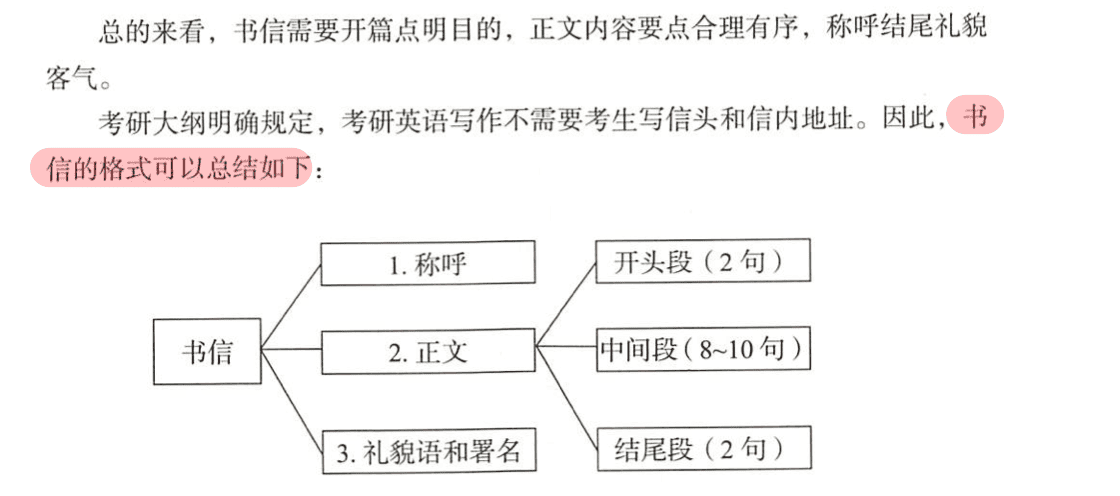 总的来看，书信需要开篇点明目的，正文内容要点合理有序，称呼结尾礼貌
客气。
考研大纲明确规定，考研英语写作不需要考生写信头和信内地址。因此，书
信的格式可以总结如下：
1. 称呼
开头段（2 句）
书信
2. 正文
中间段（8~10 句）
3. 礼貌语和署名
结尾段（2 句）